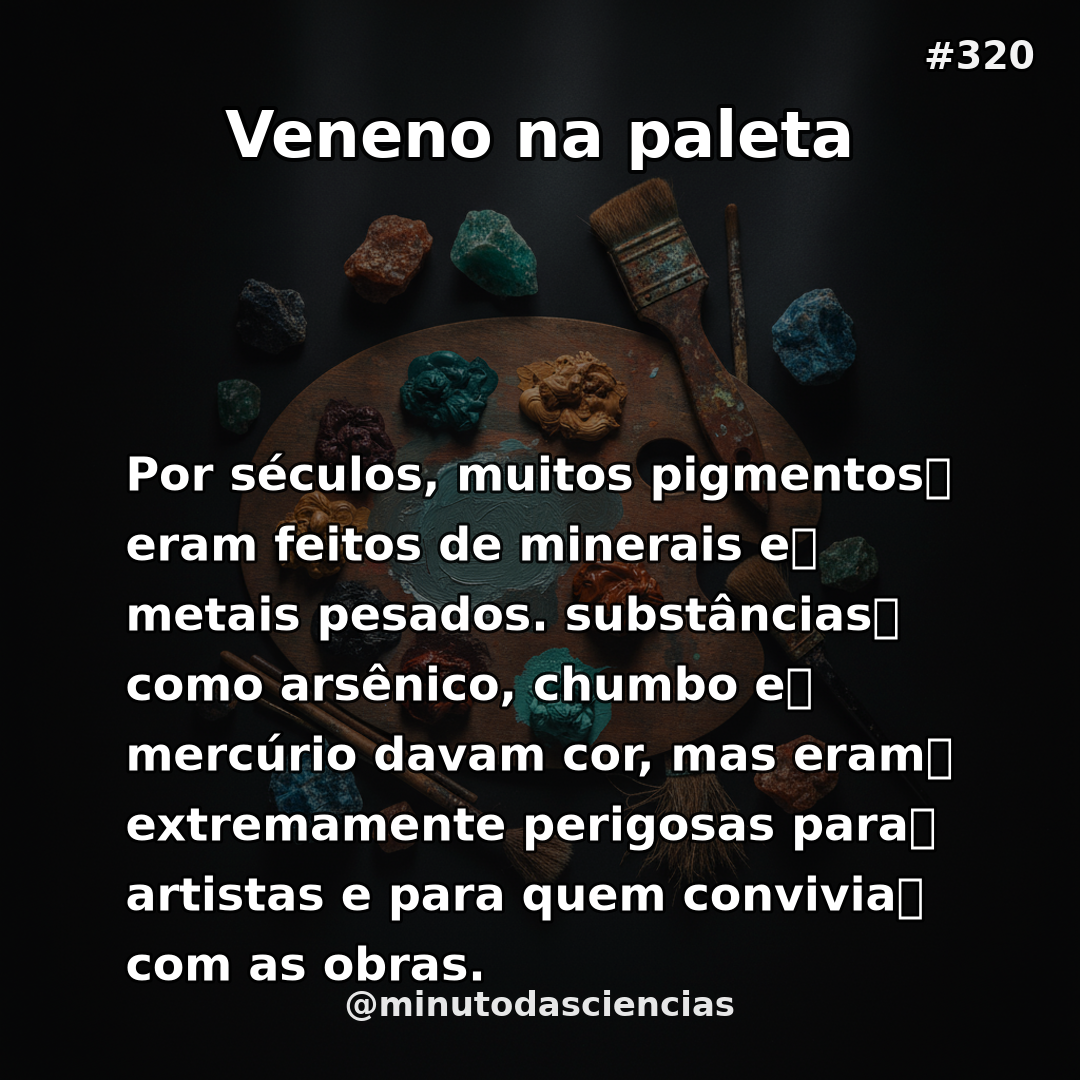 #320
Veneno na paleta
Por séculos, muitos pigmentos▯
eram feitos de minerais e▯
metais pesados. substâncias▯
como arsênico, chumbo e▯
mercúrio davam cor, mas eram▯
extremamente perigosas para▯
artistas e para quem convivia▯
com as obras.
@minutodasciencias